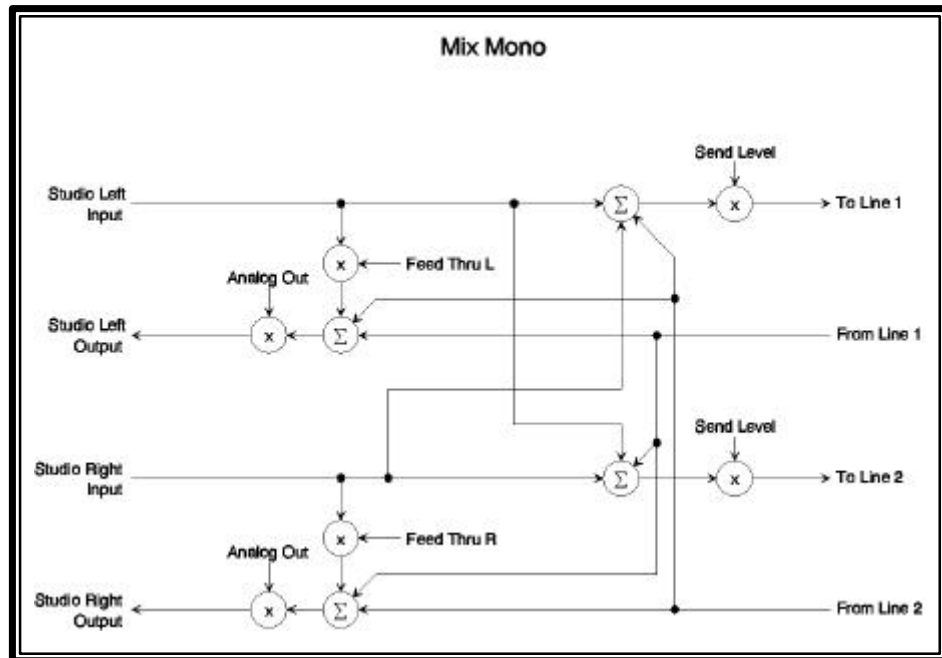 Mix Mono
Send Level
Studio Left
Input
Σ
x
To Line 1
x
Feed Thru L
Analog Out
Studio Left
Output
x
Σ
From Line 1
Send Level
Studio Right
Input
Σ
x
To Line 2
x
Feed Thru R
Analog Out
Studio Right
Output
x
Σ
From Line 2